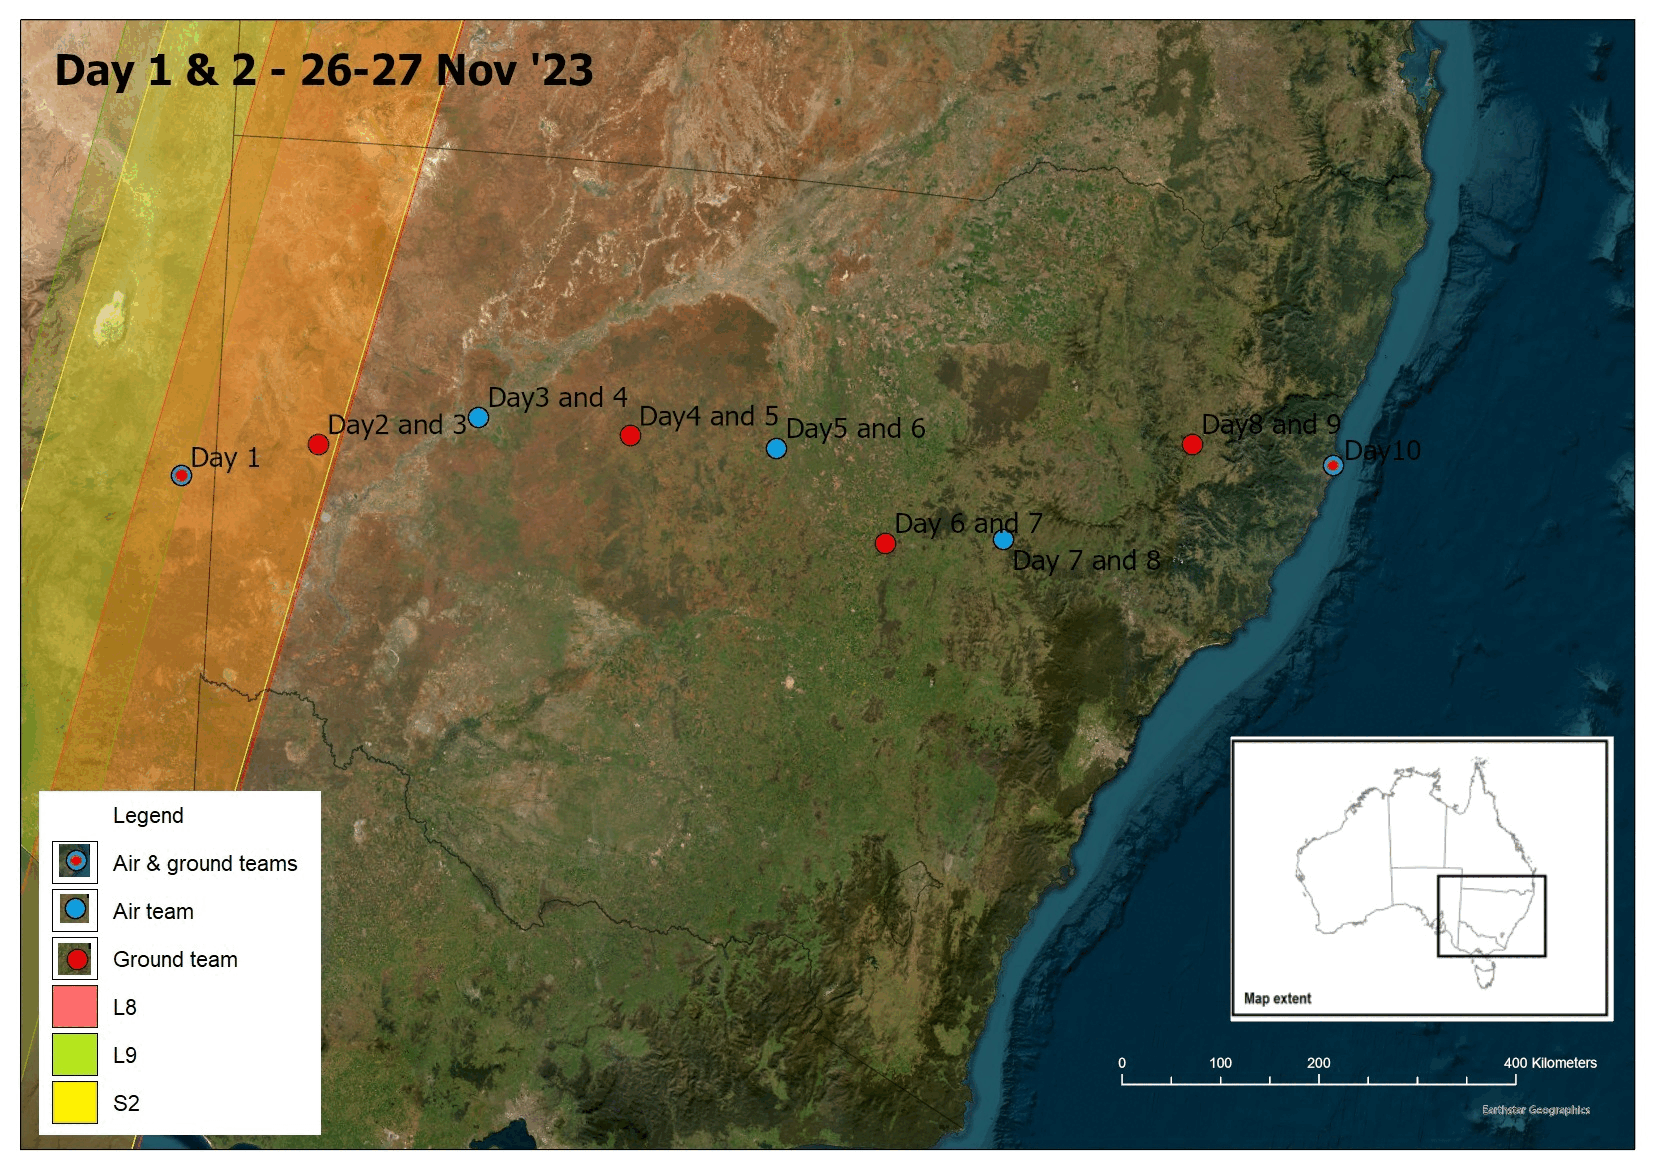 Day 1 & 2 - 26-27 Nov '23
Day3 and 4
Day4 and 5
Day2 and 3
Day5 and 6
Day8 and 9
Day 1
Day10
Day 6 and 7
Day 7 and 8
Legend
Air & ground teams
Air team
Ground team
L8
L9
S2
Map extent
0 100 200 400 Kilometers
Earthstar Geographics